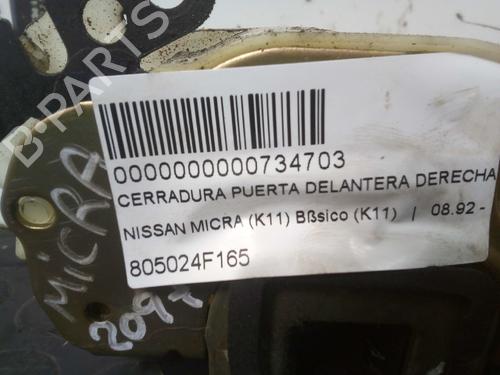 B-PARTS
0000000000734703
CERRADURA PUERTA DELANTERA DERECHA
NISSAN MICRA (K11) Bßsico (K11) | 08.92 -
805024F165
MiCRA